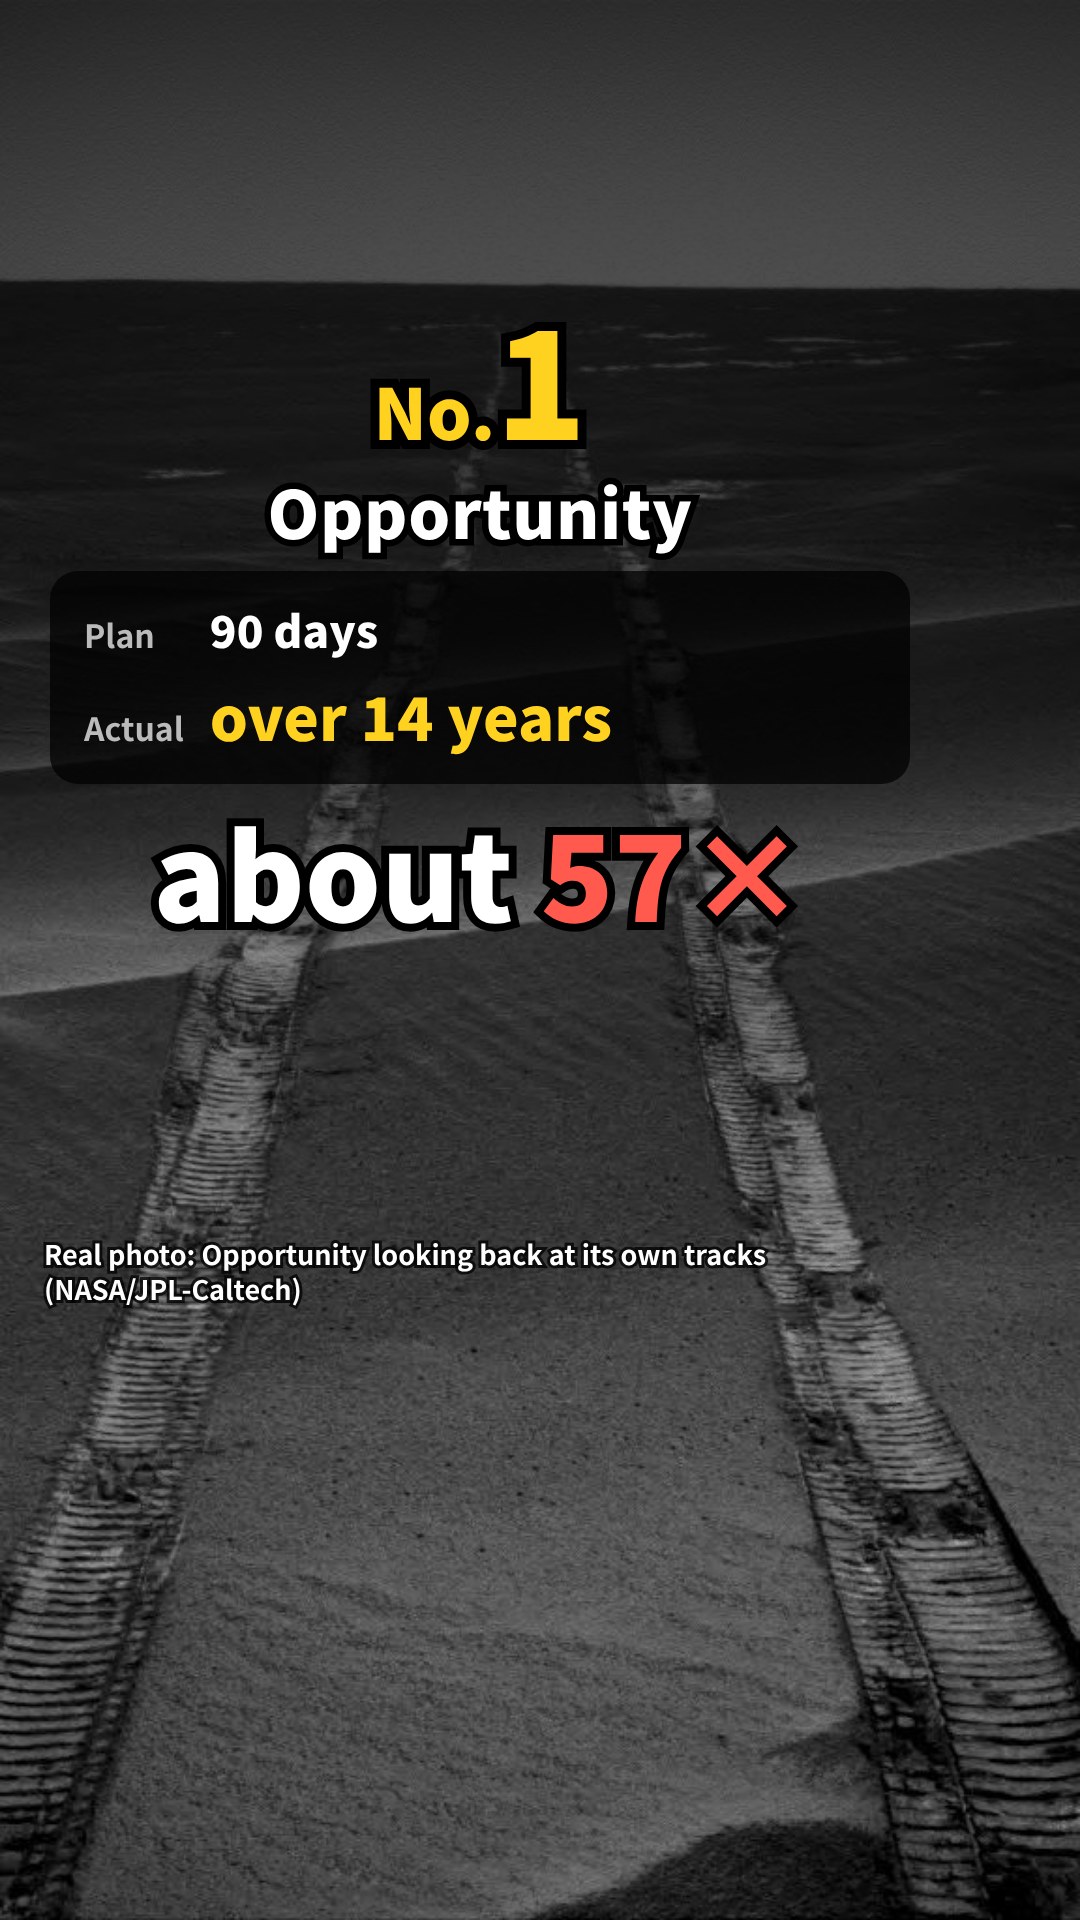 No.1
Opportunity
Plan 90 days
Actual over 14 years
about 57×
Real photo: Opportunity looking back at its own tracks
(NASA/JPL-Caltech)